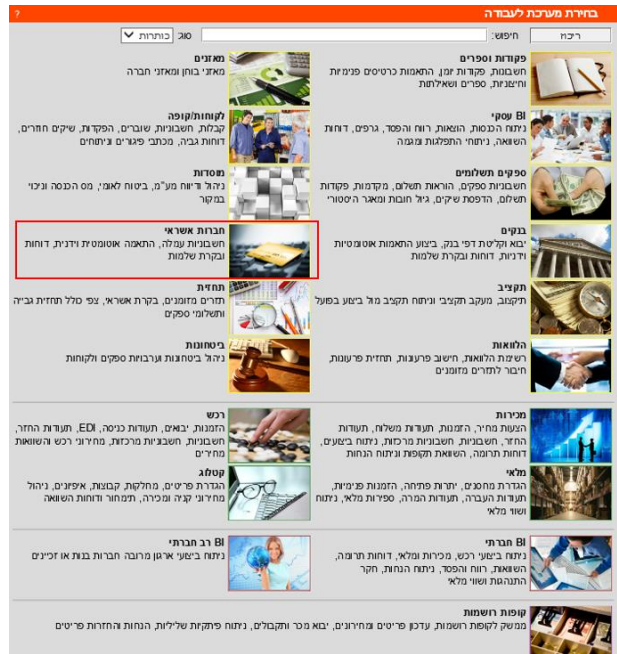 בחירת מערכת לעבודה
?
ריכוז
חיפוש:
סוג: כותרות
פקודות וספרים
חשבונות, פקודות יומן, התאמות כרטיסים פנימיות
וחיצוניות, ספרים ושאילתות
מאזנים
מאזני בוחן ומאזני חברה
BI עסקי
ניתוח הכנסות, הוצאות, רווח והפסד, גרפים, דוחות
השוואה, ניתוחי התפלגות ומגמה
לקוחות/קופה
קבלות, חשבוניות, שוברים, הפקדות, שיקים חוזרים,
דוחות גביה, מכתבי פיגורים וניתוחים
ספקים תשלומים
חשבוניות ספקים, הוראות תשלום, מקדמות, פקודות
תשלום, הדפסת שיקים, גיול חובות ומאגר היסטורי
מוסדות
ניהול ודיווח מע"מ, ביטוח לאומי, מס הכנסה וניכוי
במקור
בנקים
יבוא וקליטת דפי בנק, ביצוע התאמות אוטומטיות
וידניות, דוחות ובקרת שלמות
חברות אשראי
חשבוניות עמלה, התאמה אוטומטית וידנית, דוחות
ובקרת שלמות
תקציב
תיקצוב, מעקב תקציבי וניתוח תקציב מול ביצוע בפועל
תחזית
תזרים מזומנים, בקרת אשראי, צפי כולל תחזית גבייה
ותשלומי ספקים
הלוואות
רשימת הלוואות, חישוב פרעונות, תחזית פרעונות,
חיבור לתזרים מזומנים
ביטחונות
ניהול ביטחונות וערבויות ספקים ולקוחות
מכירות
הצעות מחיר, הזמנות, תעודות משלוח, תעודות
החזר, חשבוניות, חשבוניות מרכזות, ניתוח ביצועים,
דוחות תרומה, השוואת תקופות וניתוח הנחות
רכש
הזמנות, יבואים, תעודות כניסה, EDI, תעודות החזר,
חשבוניות, חשבוניות מרכזות, מחירוני רכש והשוואות
מחירים
מלאי
הגדרת מחסנים, יתרות פתיחה, הזמנות פנימיות,
תעודות העברה, תעודות המרה, ספירות מלאי, ניתוח
ושווי מלאי
קטלוג
הגדרת פריטים, מחלקות, קבוצות, איפיונים, ניהול
מחירוני קניה ומכירה, תימחור ודוחות השוואה
BI חברתי
ניתוח ביצועי רכש, מכירות ומלאי, דוחות תרומה,
השוואות, רווח והפסד, ניתוח הנחות, חקר
התנהגות ושווי מלאי
BI רב חברתי
ניתוח ביצועי ארגון מרובה חברות בנות או זכיינים
קופות רושמות
ממשק לקופות רושמות, עדכון פריטים ומחירונים, יבוא מכר ותקבולים, ניתוח פיתקיות שליליות, הנחות והחזרות פריטים